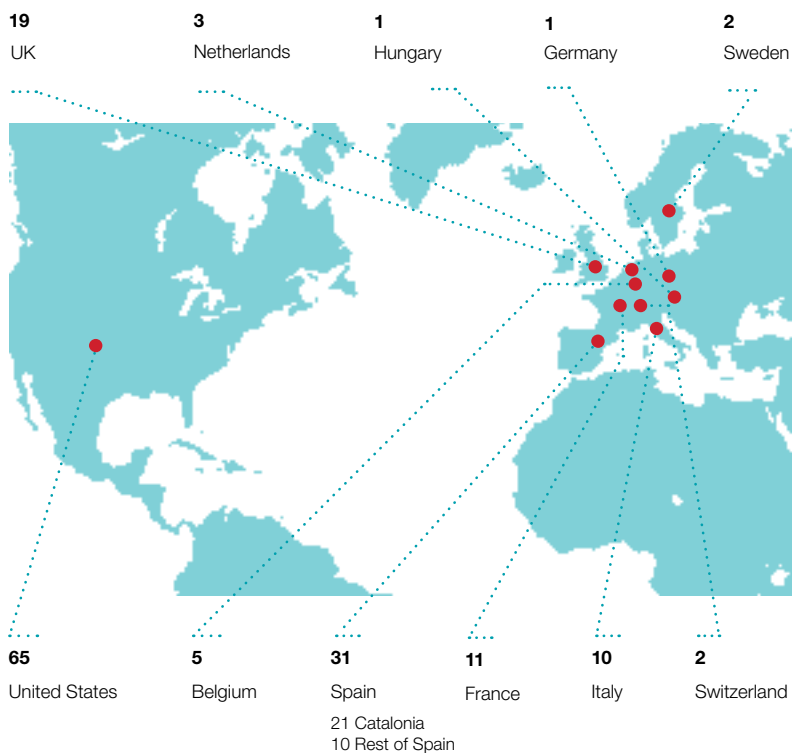 19
UK
3
Netherlands
1
Hungary
1
Germany
2
Sweden
65
United States
5
Belgium
31
Spain
21 Catalonia
10 Rest of Spain
11
France
10
Italy
2
Switzerland